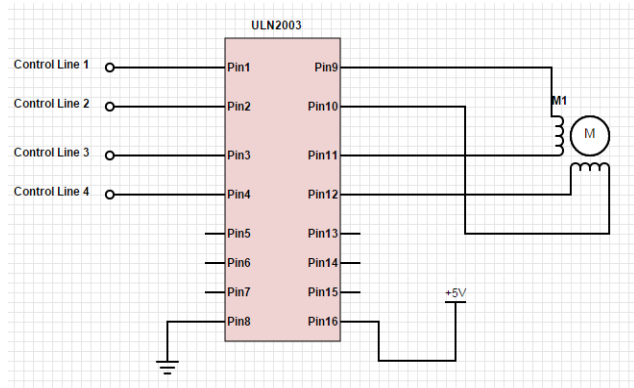 ULN2003
Control Line 1
Pin1
Pin9
M1
Control Line 2
Pin2
Pin10
M
Control Line 3
Pin3
Pin11
Control Line 4
Pin4
Pin12
Pin5
Pin13
Pin6
Pin14
Pin7
Pin15
+5V
Pin8
Pin16